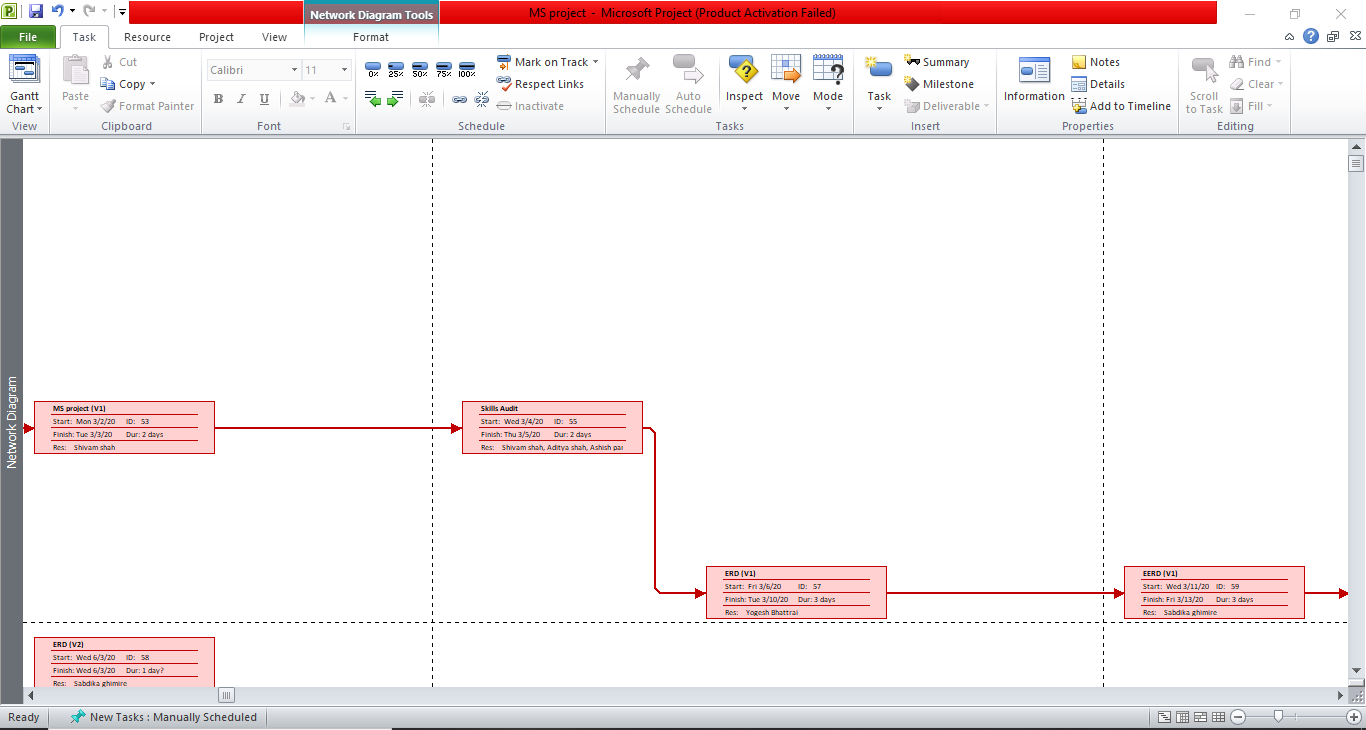 MS project - Microsoft Project (Product Activation Failed)
Network Diagram Tools
File Task Resource Project View Format
Gantt Chart
View
Paste
Cut
Copy
Format Painter
Clipboard
Calibri 11
B I U A
Font
0% 25% 50% 75% 100%
Mark on Track
Respect Links
Inactivate
Schedule
Manually Schedule
Auto Schedule
Inspect
Move
Mode
Tasks
Task
Summary
Milestone
Deliverable
Insert
Information
Notes
Details
Add to Timeline
Properties
Scroll to Task
Find
Clear
Fill
Editing
Network Diagram
MS project (V1)
Start: Mon 3/2/20 ID: 53
Finish: Tue 3/3/20 Dur: 2 days
Res: Shivam shah
Skills Audit
Start: Wed 3/4/20 ID: 55
Finish: Thu 3/5/20 Dur: 2 days
Res: Shivam shah, Aditya shah, Ashish
ERD (V1)
Start: Fri 3/6/20 ID: 57
Finish: Tue 3/10/20 Dur: 3 days
Res: Yogesh Bhattrai
EERD (V1)
Start: Wed 3/11/20 ID: 59
Finish: Fri 3/13/20 Dur: 3 days
Res: Sabdika ghimire
ERD (V2)
Start: Wed 6/3/20 ID: 58
Finish: Wed 6/3/20 Dur: 1 day?
Res: Sabdika ghimire
Ready New Tasks : Manually Scheduled